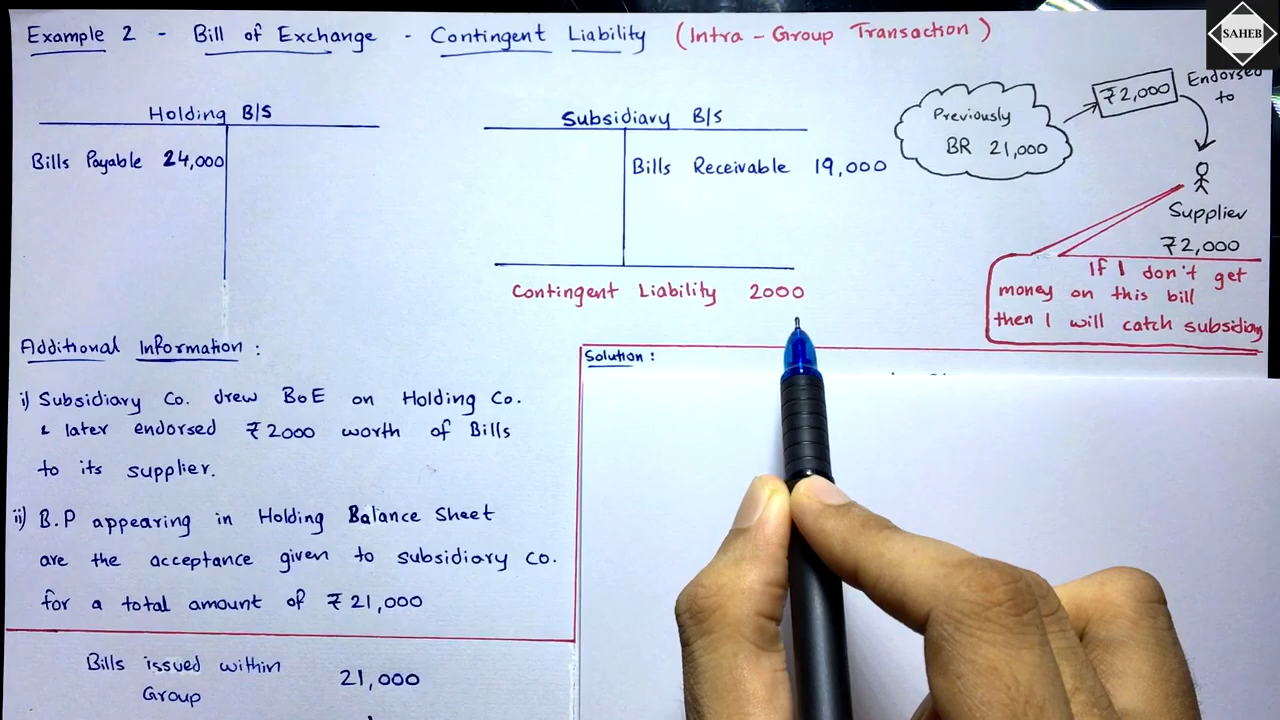 Example 2 - Bill of Exchange - Contingent Liability (Intra-Group Transaction)
SAHEB
Holding B/S
Bills Payable 24,000
Subsidiary B/S
Bills Receivable 19,000
Contingent Liability 2000
Previously
BR 21,000
₹2,000
Endorsed
to
Supplier
₹2,000
If I don't get
money on this bill
then I will catch subsidiary
Additional Information :
i) Subsidiary Co. drew BoE on Holding Co.
& later endorsed ₹2000 worth of Bills
to its supplier.
ii) B.P appearing in Holding Balance Sheet
are the acceptance given to subsidiary co.
for a total amount of ₹21,000
Solution :
Bills issued within 21,000
Group